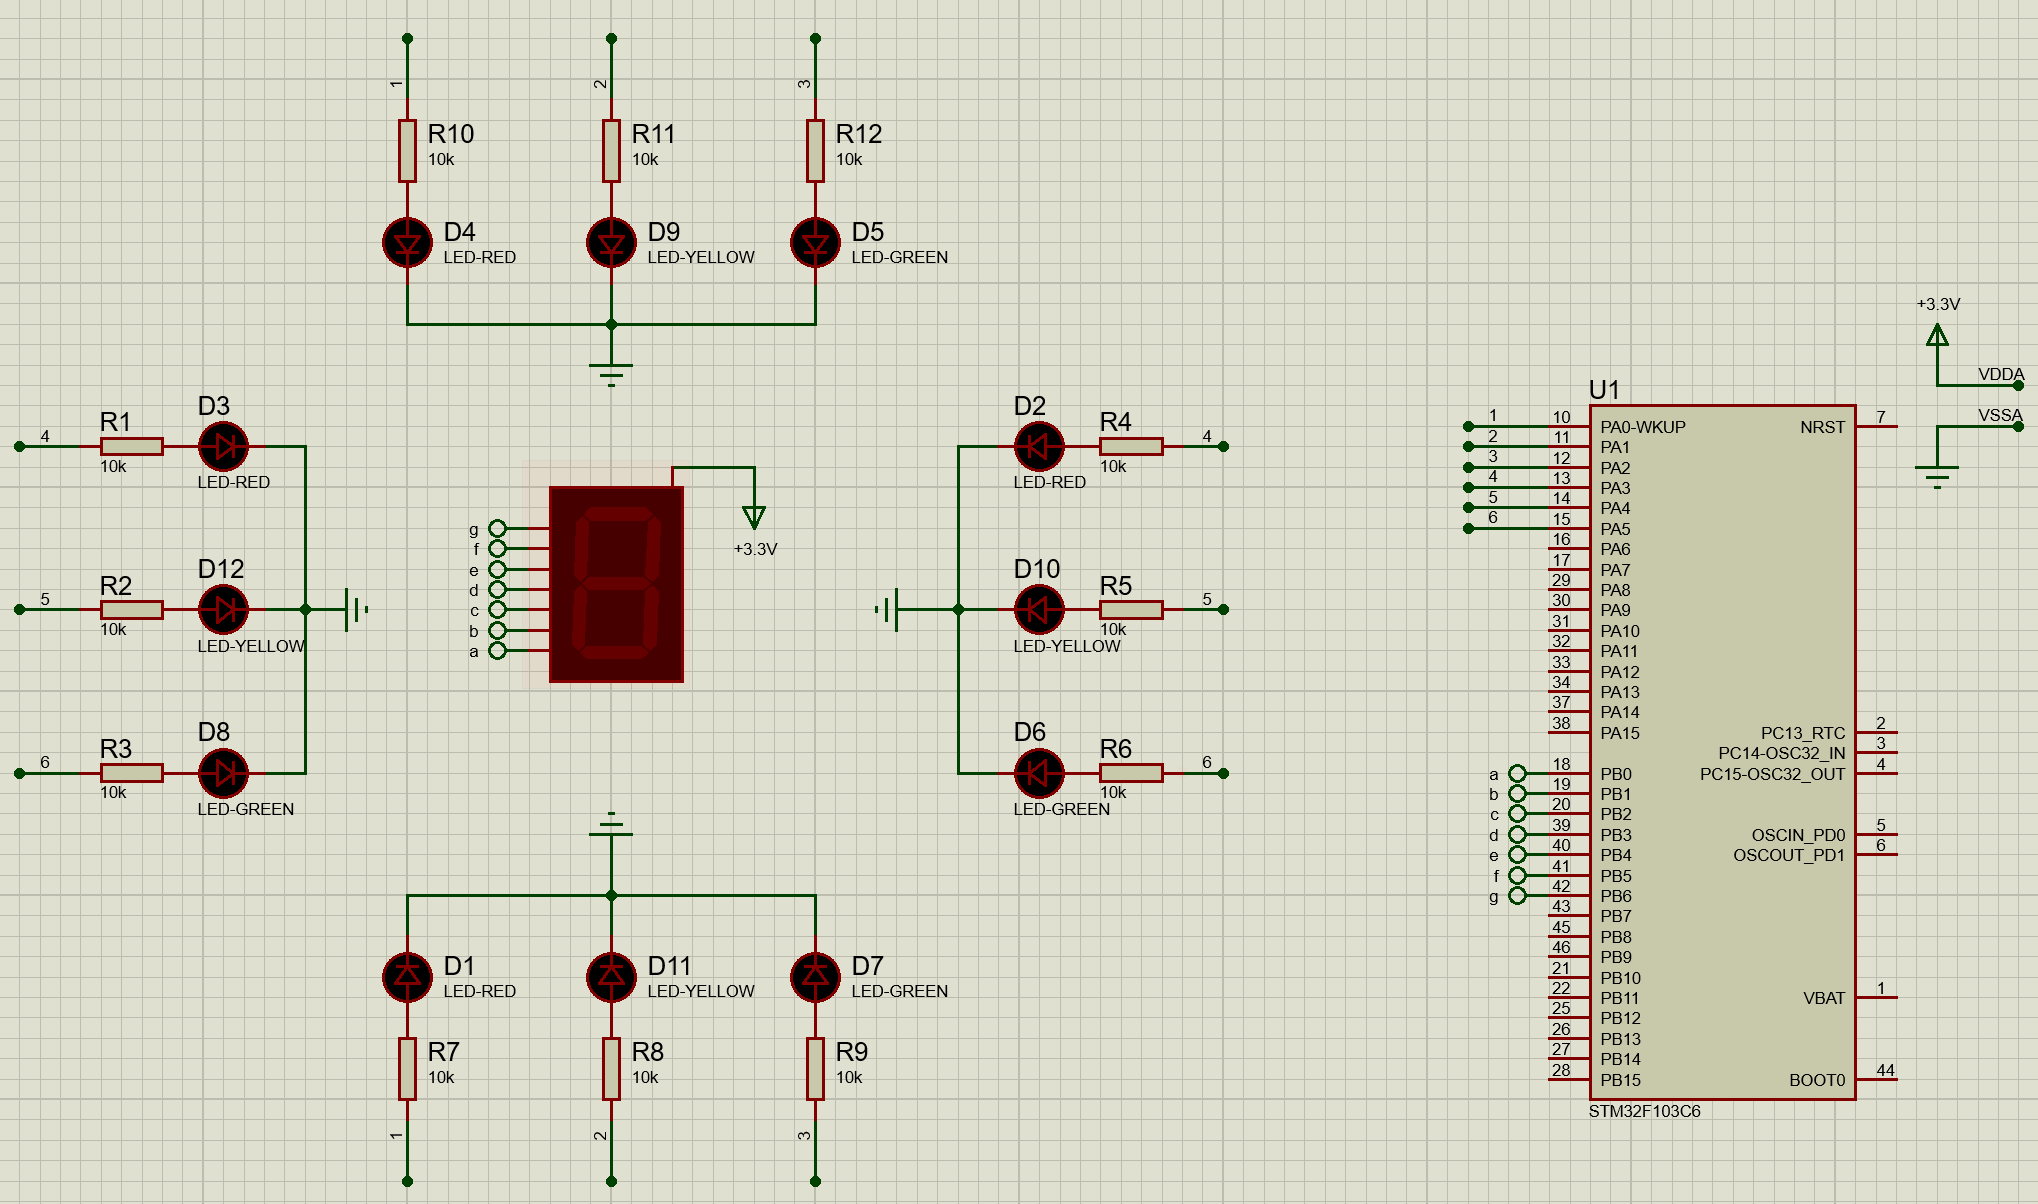 1
2
3
R10
10k
R11
10k
R12
10k
D4
LED-RED
D9
LED-YELLOW
D5
LED-GREEN
4
R1
10k
D3
LED-RED
5
R2
10k
D12
LED-YELLOW
6
R3
10k
D8
LED-GREEN
g
f
e
d
c
b
a
+3.3V
D2
LED-RED
R4
10k
4
D10
LED-YELLOW
R5
10k
5
D6
LED-GREEN
R6
10k
6
D1
LED-RED
D11
LED-YELLOW
D7
LED-GREEN
R7
10k
R8
10k
R9
10k
1
2
3
+3.3V
VDDA
VSSA
U1
1 10 PA0-WKUP
2 11 PA1
3 12 PA2
4 13 PA3
5 14 PA4
6 15 PA5
16 PA6
17 PA7
29 PA8
30 PA9
31 PA10
32 PA11
33 PA12
34 PA13
37 PA14
38 PA15
a 18 PB0
b 19 PB1
c 20 PB2
d 39 PB3
e 40 PB4
f 41 PB5
g 42 PB6
43 PB7
45 PB8
46 PB9
21 PB10
22 PB11
25 PB12
26 PB13
27 PB14
28 PB15
NRST 7
PC13_RTC 2
PC14-OSC32_IN 3
PC15-OSC32_OUT 4
OSCIN_PD0 5
OSCOUT_PD1 6
VBAT 1
BOOT0 44
STM32F103C6